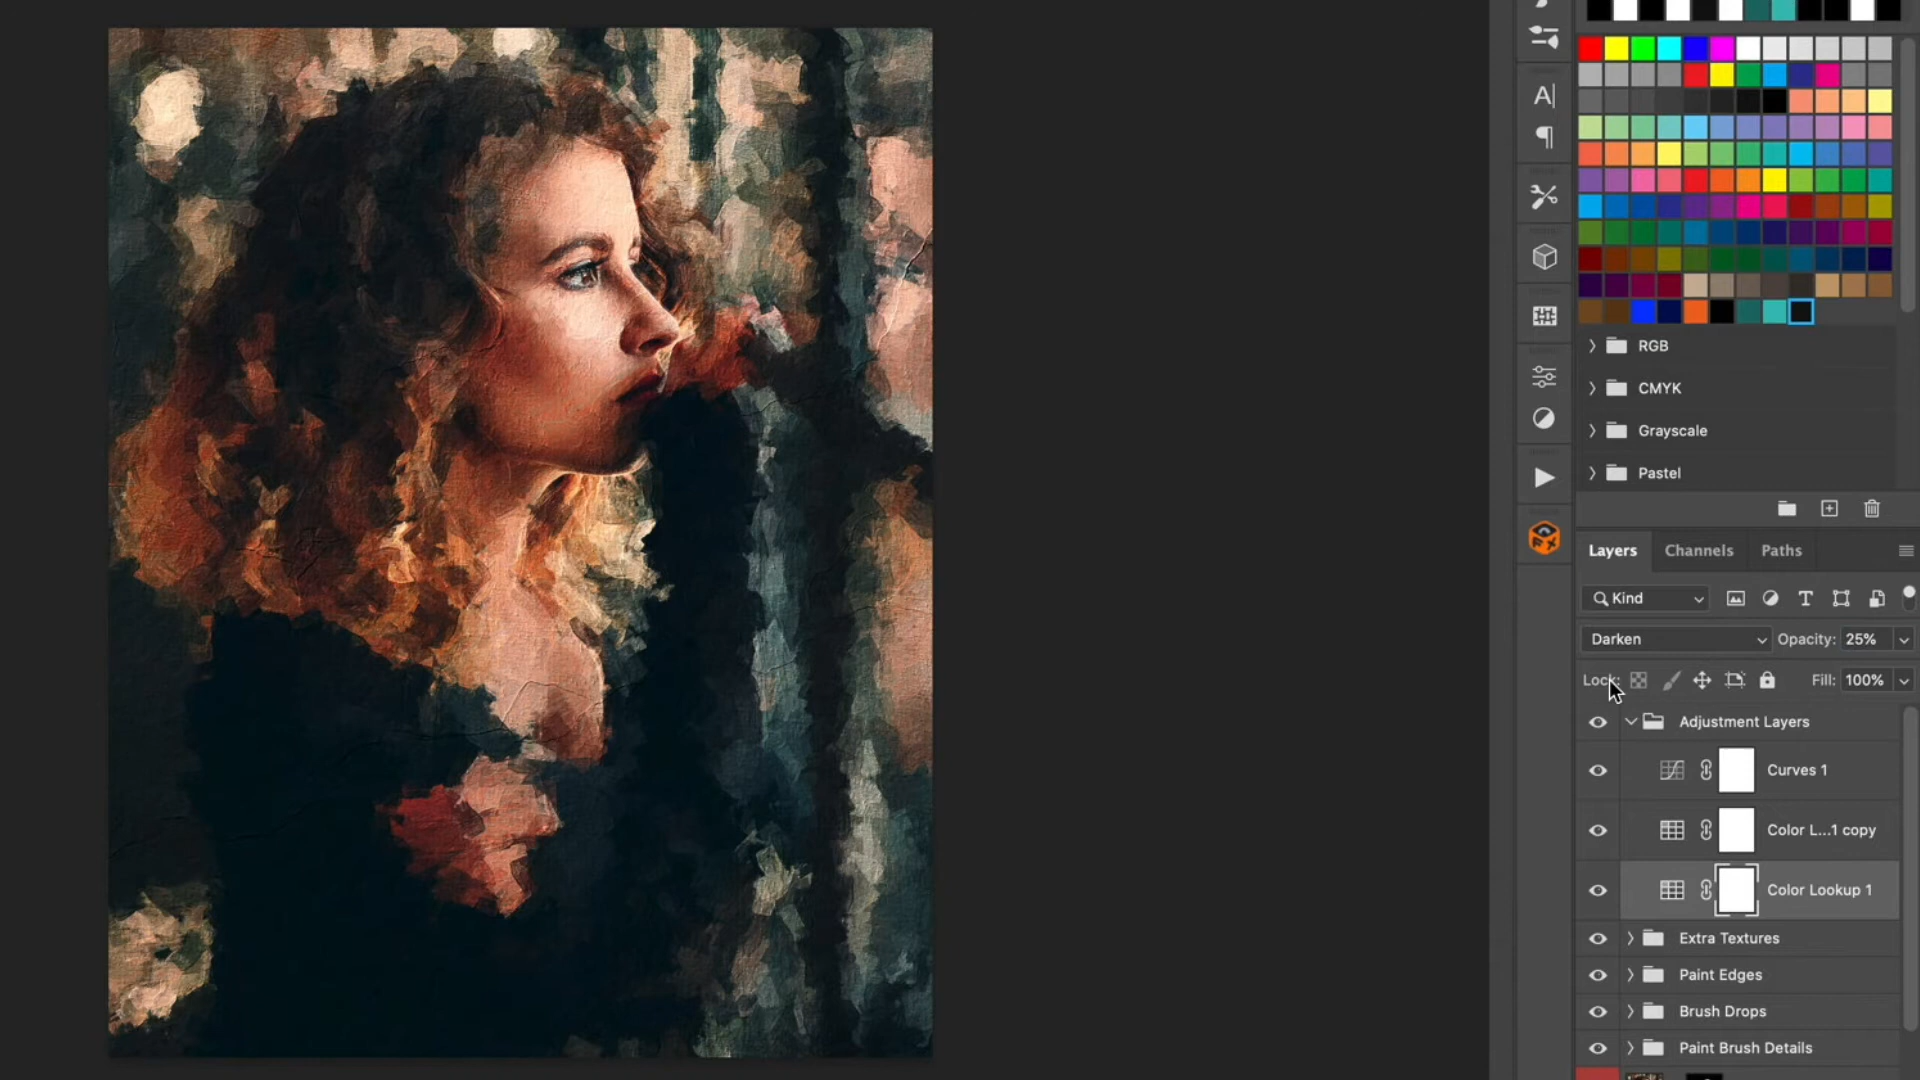 A|
RGB
CMYK
Grayscale
Pastel
Layers Channels Paths
Kind
Darken Opacity: 25%
Lock: Fill: 100%
Adjustment Layers
Curves 1
Color L...1 copy
Color Lookup 1
Extra Textures
Paint Edges
Brush Drops
Paint Brush Details